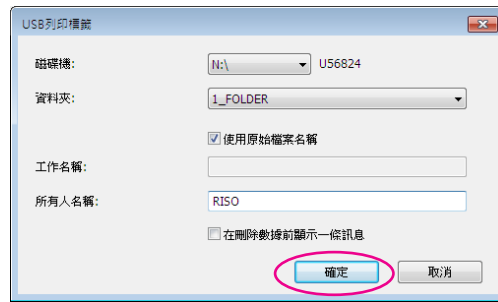 USB列印標籤
磁碟機: N:\ U56824
資料夾: 1_FOLDER
使用原始檔案名稱
工作名稱:
所有人名稱: RISO
在刪除數據前顯示一條訊息
確定 取消